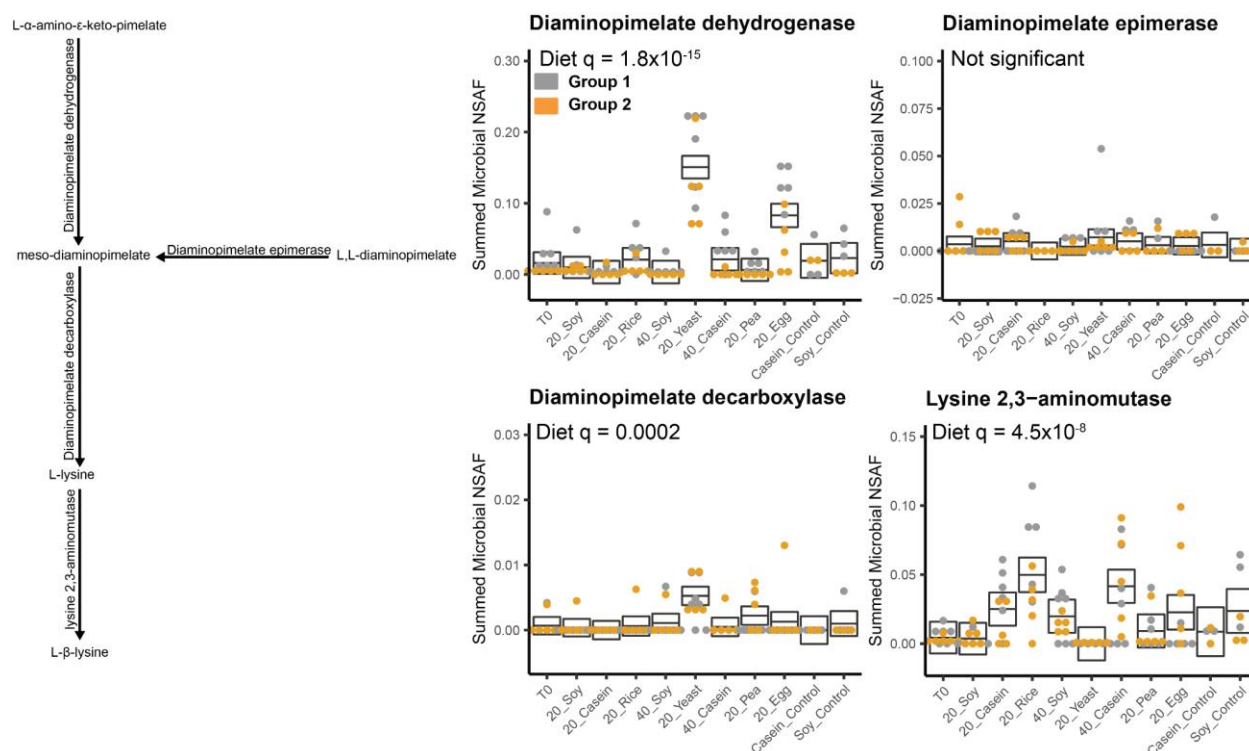 L-α-amino-ε-keto-pimelate
Diaminopimelate dehydrogenase
meso-diaminopimelate
Diaminopimelate epimerase
L,L-diaminopimelate
Diaminopimelate decarboxylase
L-lysine
lysine 2,3-aminomutase
L-β-lysine
Diaminopimelate dehydrogenase
Diet q = 1.8x10⁻¹⁵
Group 1
Group 2
Summed Microbial NSAF
0.30
0.20
0.10
0.00
T0
20_Soy
20_Casein
20_Rice
40_Soy
20_Yeast
40_Casein
20_Pea
20_Egg
Casein_Control
Soy_Control
Diaminopimelate epimerase
Not significant
Summed Microbial NSAF
0.100
0.075
0.050
0.025
0.000
-0.025
T0
20_Soy
20_Casein
20_Rice
40_Soy
20_Yeast
40_Casein
20_Pea
20_Egg
Casein_Control
Soy_Control
Diaminopimelate decarboxylase
Diet q = 0.0002
Summed Microbial NSAF
0.03
0.02
0.01
0.00
T0
20_Soy
20_Casein
20_Rice
40_Soy
20_Yeast
40_Casein
20_Pea
20_Egg
Casein_Control
Soy_Control
Lysine 2,3−aminomutase
Diet q = 4.5x10⁻⁸
Summed Microbial NSAF
0.15
0.10
0.05
0.00
T0
20_Soy
20_Casein
20_Rice
40_Soy
20_Yeast
40_Casein
20_Pea
20_Egg
Casein_Control
Soy_Control